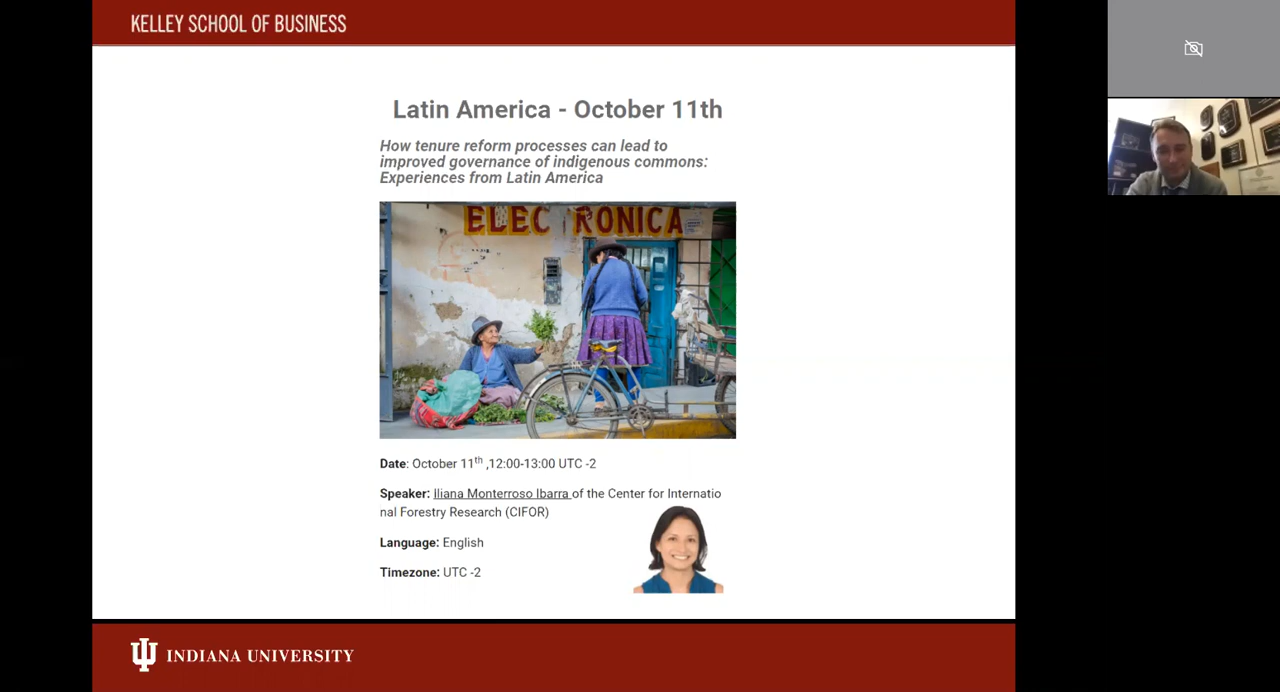 KELLEY SCHOOL OF BUSINESS
Latin America - October 11th
How tenure reform processes can lead to
improved governance of indigenous commons:
Experiences from Latin America
ELEC RONICA
Date: October 11th ,12:00-13:00 UTC -2
Speaker: Iliana Monterroso Ibarra of the Center for Internatio
nal Forestry Research (CIFOR)
Language: English
Timezone: UTC -2
INDIANA UNIVERSITY